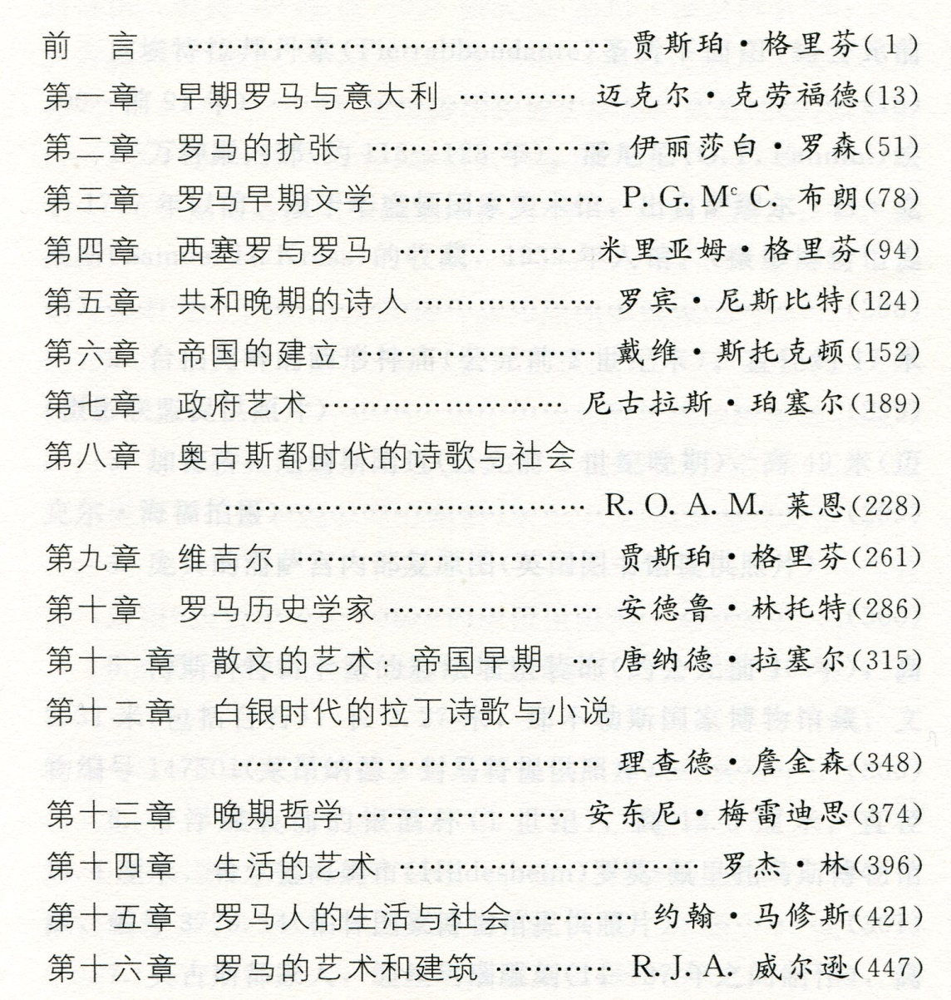 前　言 …………………………………… 贾斯珀·格里芬(1)
第一章　早期罗马与意大利 ………… 迈克尔·克劳福德(13)
第二章　罗马的扩张 …………………… 伊丽莎白·罗森(51)
第三章　罗马早期文学 ………………… P. G. Mᶜ C. 布朗(78)
第四章　西塞罗与罗马 ……………… 米里亚姆·格里芬(94)
第五章　共和晚期的诗人 ……………… 罗宾·尼斯比特(124)
第六章　帝国的建立 …………………… 戴维·斯托克顿(152)
第七章　政府艺术 …………………… 尼古拉斯·珀塞尔(189)
第八章　奥古斯都时代的诗歌与社会
…………………………… R. O. A. M. 莱恩(228)
第九章　维吉尔 ………………………… 贾斯珀·格里芬(261)
第十章　罗马历史学家 ………………… 安德鲁·林托特(286)
第十一章　散文的艺术：帝国早期 … 唐纳德·拉塞尔(315)
第十二章　白银时代的拉丁诗歌与小说
……………………………… 理查德·詹金森(348)
第十三章　晚期哲学 ………………… 安东尼·梅雷迪思(374)
第十四章　生活的艺术 ………………………… 罗杰·林(396)
第十五章　罗马人的生活与社会 ………… 约翰·马修斯(421)
第十六章　罗马的艺术和建筑 ………… R. J. A. 威尔逊(447)